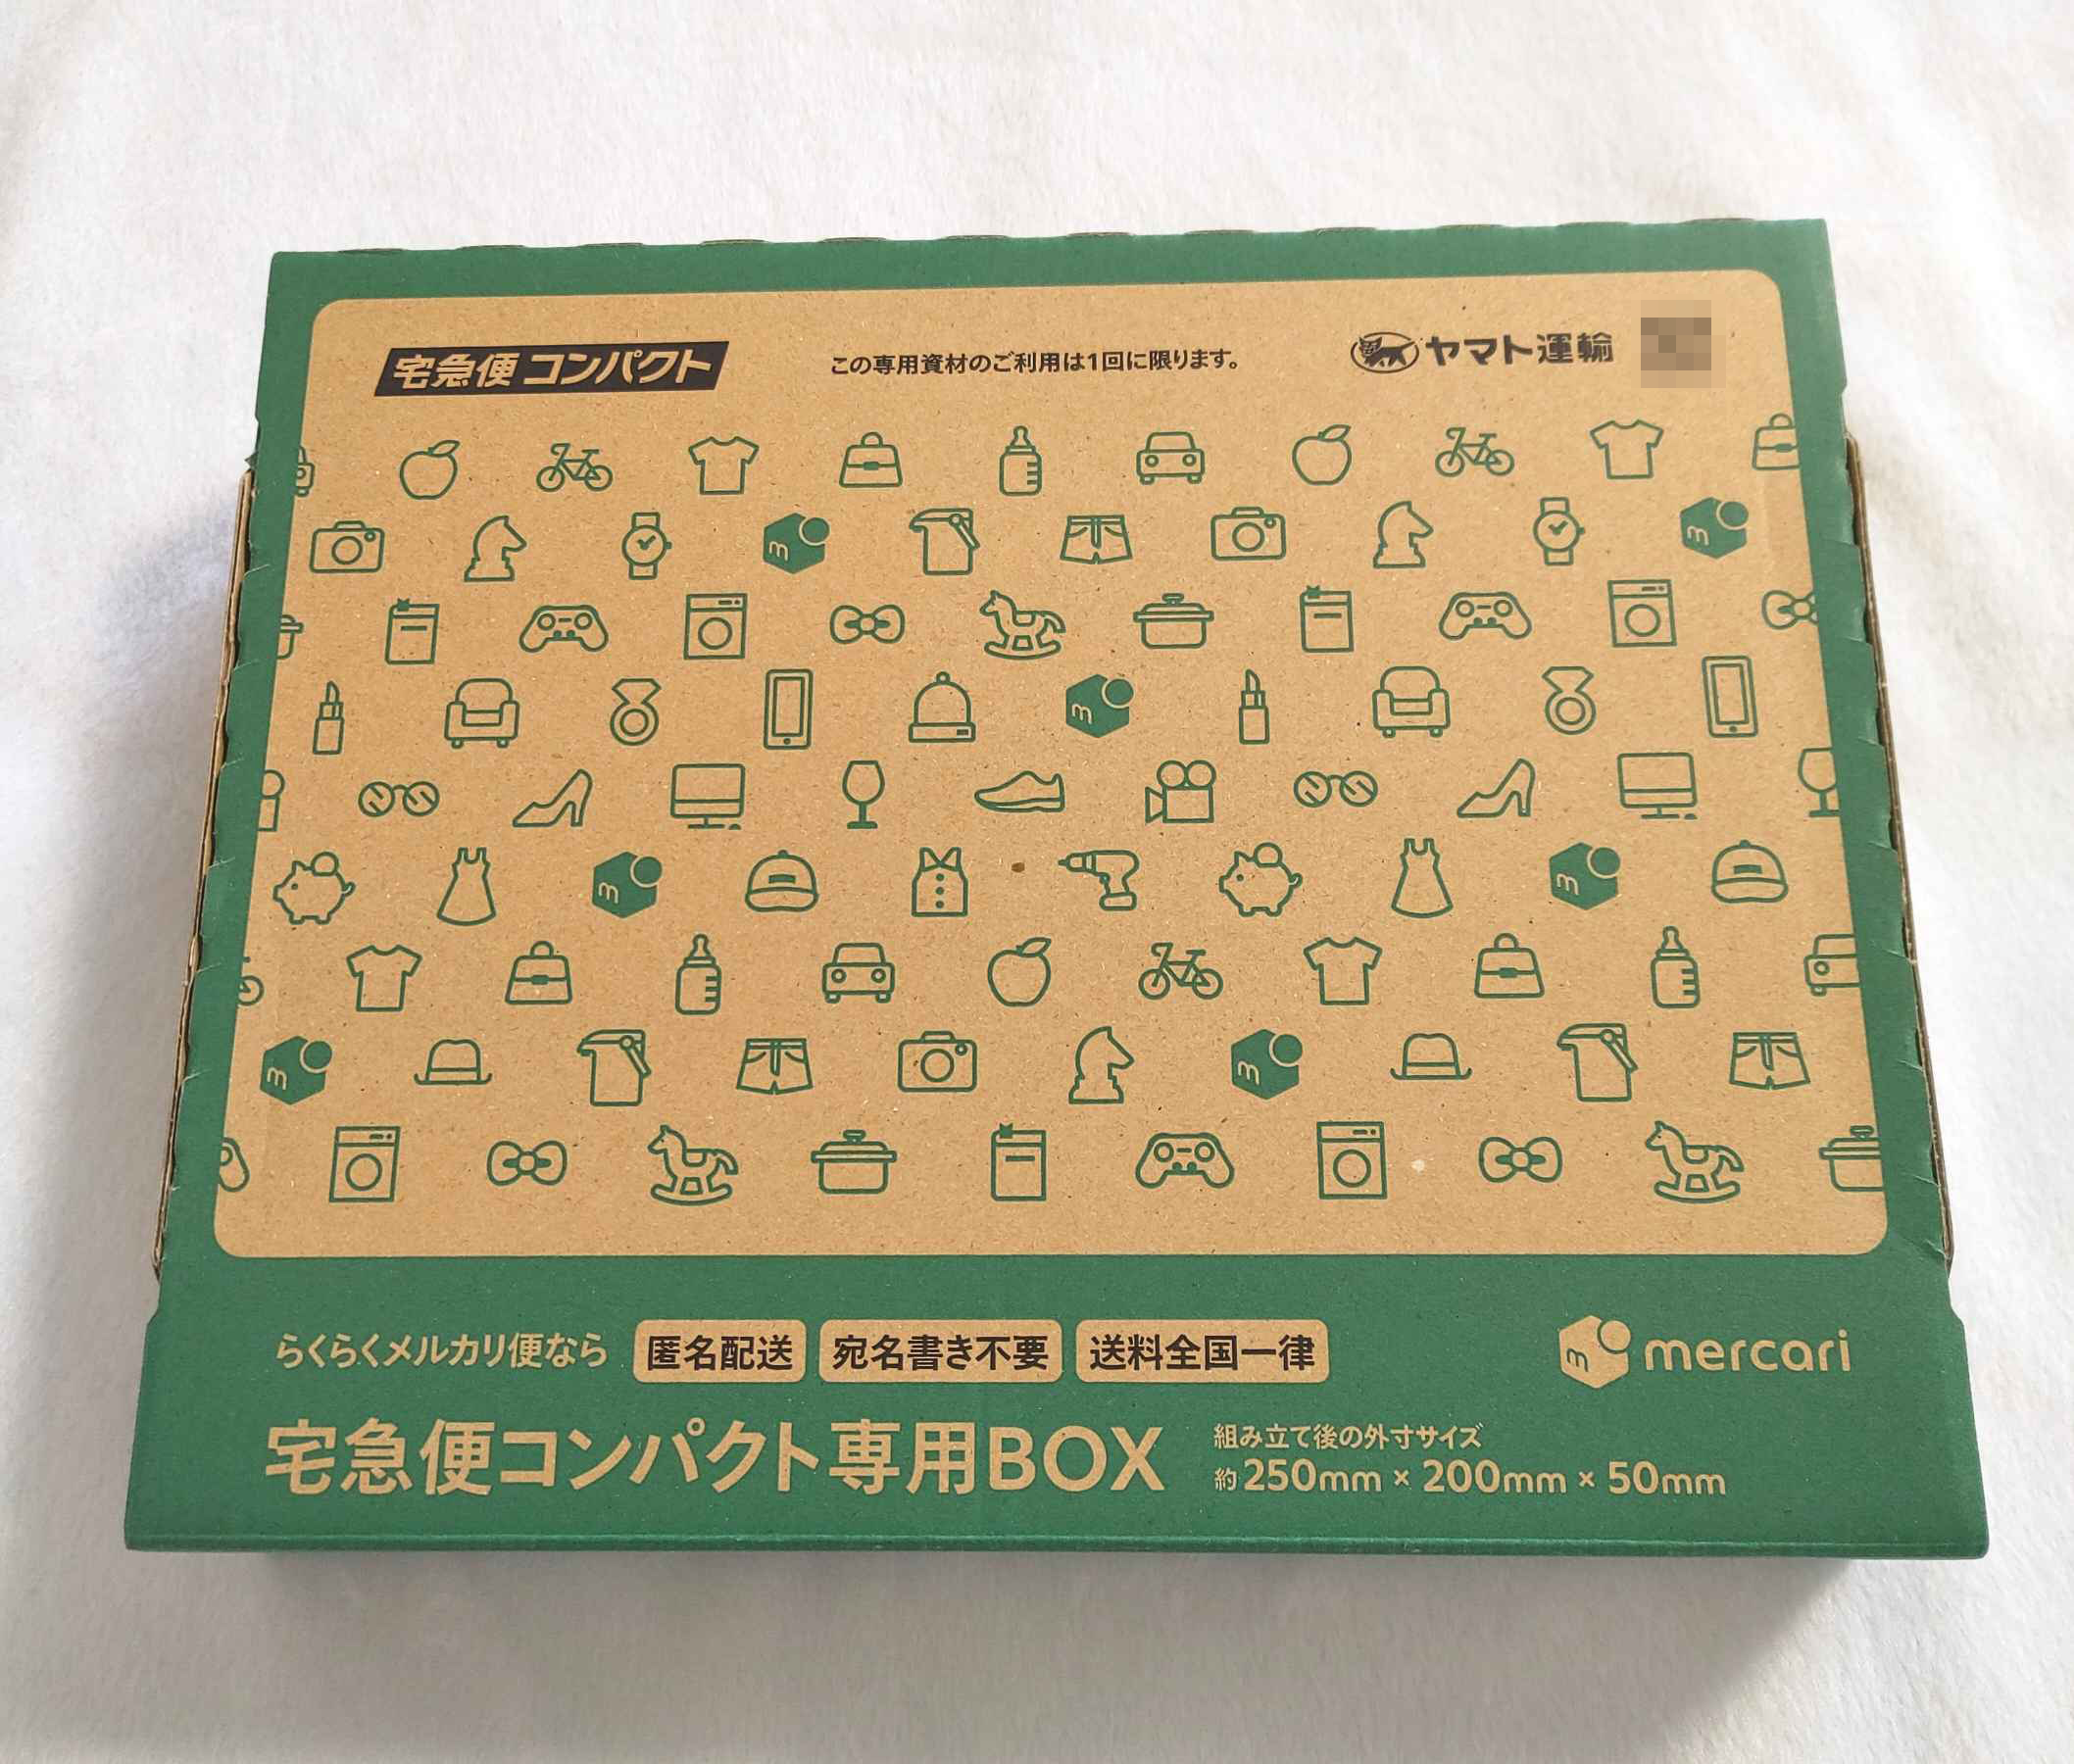 宅急便コンパクト
この専用資材のご利用は1回に限ります。
ヤマト運輸
らくらくメルカリ便なら 匿名配送 宛名書き不要 送料全国一律
mercari
宅急便コンパクト専用BOX
組み立て後の外寸サイズ
約250mm×200mm×50mm